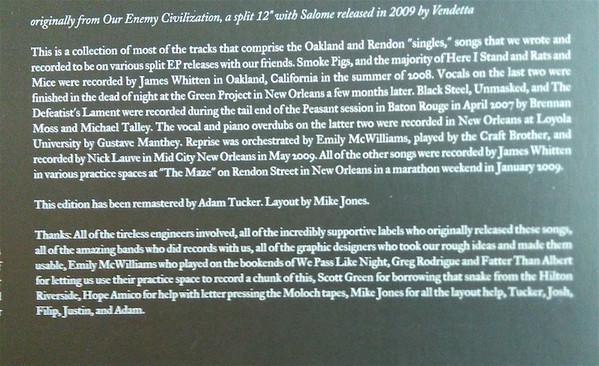 originally from Our Enemy Civilization, a split 12" with Salome released in 2009 by Vendetta
This is a collection of most of the tracks that comprise the Oakland and Rendon "singles," songs that we wrote and
recorded to be on various split EP releases with our friends. Smoke Pigs, and the majority of Here I Stand and Rats and
Mice were recorded by James Whitten in Oakland, California in the summer of 2008. Vocals on the last two were
finished in the dead of night at the Green Project in New Orleans a few months later. Black Steel, Unmasked, and The
Defeatist's Lament were recorded during the tail end of the Peasant session in Baton Rouge in April 2007 by Brennan
Moss and Michael Talley. The vocal and piano overdubs on the latter two were recorded in New Orleans at Loyola
University by Gustave Manthey. Reprise was orchestrated by Emily McWilliams, played by the Craft Brother, and
recorded by Nick Lauve in Mid City New Orleans in May 2009. All of the other songs were recorded by James Whitten
in various practice spaces at "The Maze" on Rendon Street in New Orleans in a marathon weekend in January 2009.
This edition has been remastered by Adam Tucker. Layout by Mike Jones.
Thanks: All of the tireless engineers involved, all of the incredibly supportive labels who originally released these songs,
all of the amazing bands who did records with us, all of the graphic designers who took our rough ideas and made them
usable, Emily McWilliams who played on the bookends of We Pass Like Night, Greg Rodrigue and Fatter Than Albert
for letting us use their practice space to record a chunk of this, Scott Green for borrowing that snake from the Hilton
Riverside, Hope Amico for help with letter pressing the Moloch tapes, Mike Jones for all the layout help, Tucker, Josh,
Filip, Justin, and Adam.